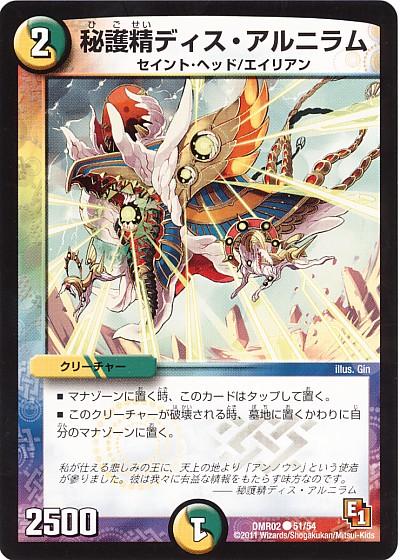 2
ひごせい
秘護精ディス・アルニラム
セイント・ヘッド/エイリアン
クリーチャー
illus. Gin
■ マナゾーンに置く時、このカードはタップして置く。
■ このクリーチャーが破壊される時、墓地に置くかわりに自
分のマナゾーンに置く。
私が仕える悲しみの王に、天上の地より「アンノウン」という使者
が参りました。彼は我々に有益な情報をもたらす味方なのです。
—— 秘護精ディス・アルニラム
2500
1
E1
DMR02 ● 51/54
©2011 Wizards/Shogakukan/Mitsui-Kids